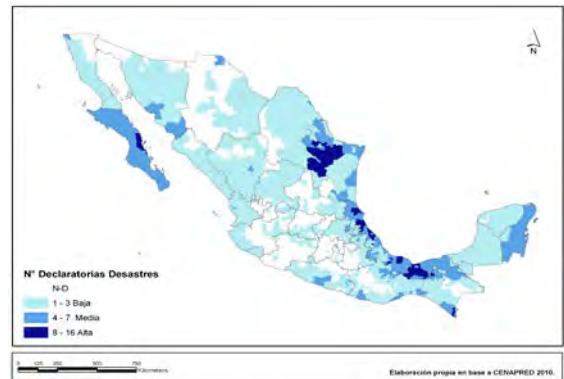 N
N° Declaratorias Desastres
N-D
1 - 3 Baja
4 - 7 Media
8 - 16 Alta
Kilometers
Elaboración propia en base a CENAPRED 2010.